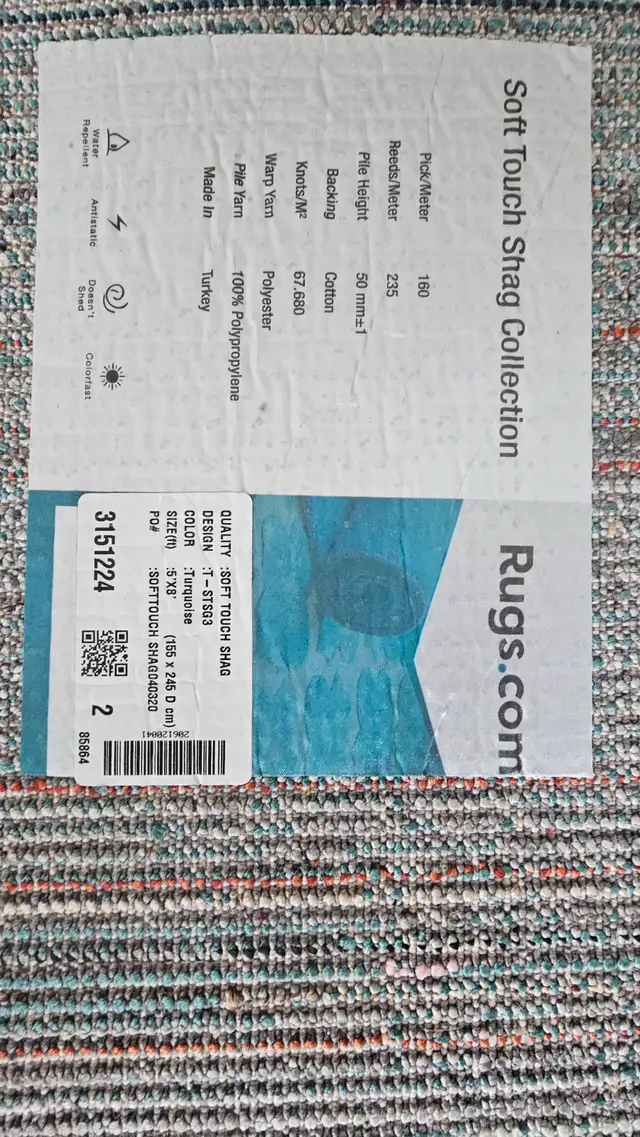 Soft Touch Shag Collection
Rugs.com
Pick/Meter 160
Reeds/Meter 235
Pile Height 50 mm±1
Backing Cotton
Knots/M² 67.680
Warp Yarn Polyester
Pile Yarn 100% Polypropylene
Made In Turkey
Water
Repellent
Antistatic
Doesn't
Shed
Colorfast
QUALITY :SOFT TOUCH SHAG
DESIGN :T-STSG3
COLOR :Turquoise
SIZE(ft) :5'X8' (155 x 245 D cm)
PO# :SOFTTOUCH SHAG040320
3151224
2
85864
2061120041